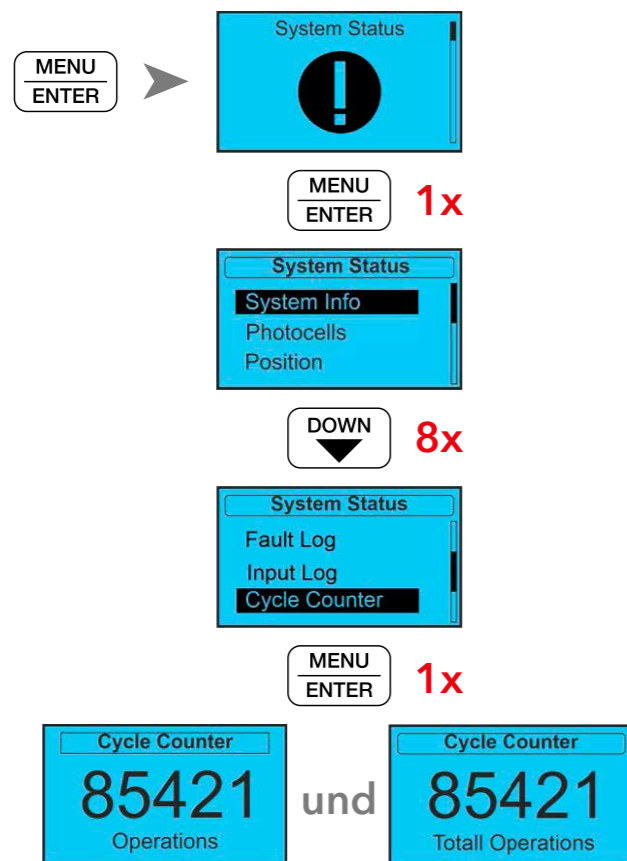 MENU
ENTER
System Status
!
MENU
ENTER
1x
System Status
System Info
Photocells
Position
DOWN
8x
System Status
Fault Log
Input Log
Cycle Counter
MENU
ENTER
1x
Cycle Counter
85421
Operations
und
Cycle Counter
85421
Totall Operations